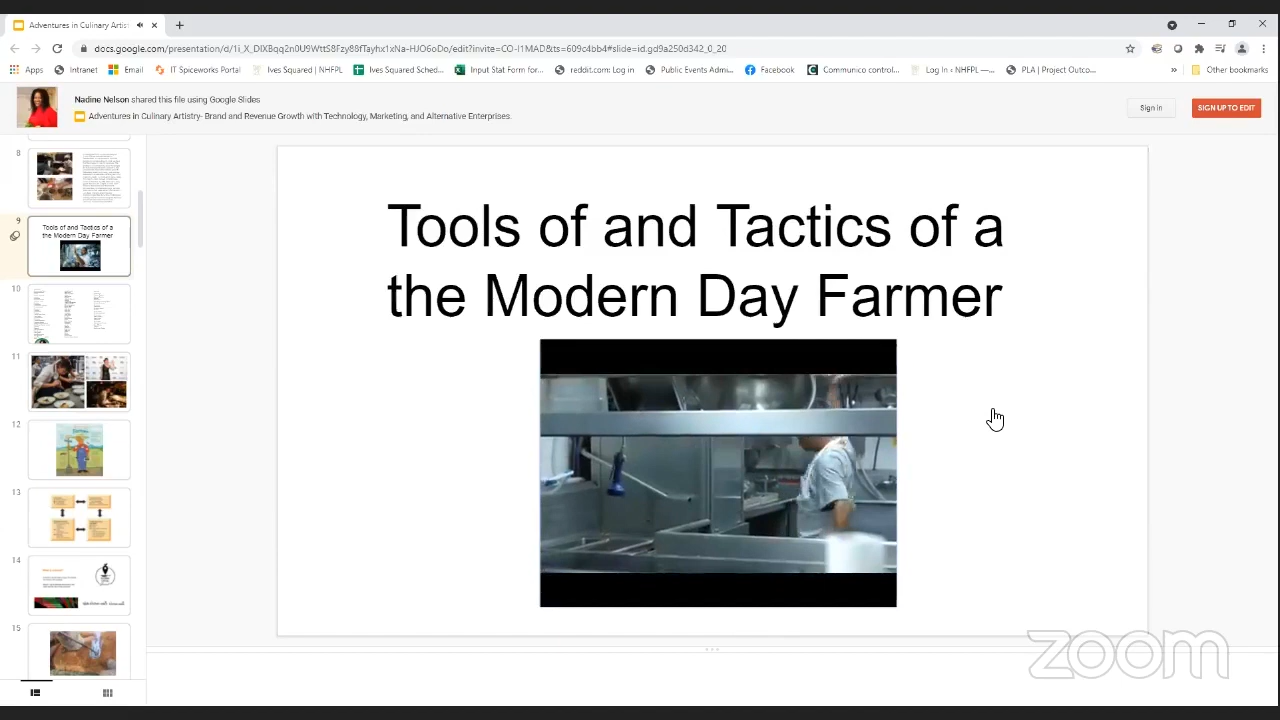 Adventures in Culinary Artis
docs.google.com/presentation/d/1i_X_DlX8sq2n0U9WttS8Fzy88fTayhx1xNa-HJO6cic/edit?invite=CO-I1MAD&ts=609c4bb4#slide=id.gd9a250d342_0_30
Apps
Intranet
Email
IT Spiceworks Portal
Ives Squared | NHFPL
Ives Squared Sched...
Input Stat Form for...
reddit.com: Log in
Public Events Admi...
Facebook
Communico control...
Log In ‹ NHFPL —...
PLA | Project Outco...
»
Other bookmarks
Nadine Nelson shared this file using Google Slides
Adventures in Culinary Artistry- Brand and Revenue Growth with Technology, Marketing, and Alternative Enterpris
Sign in
SIGN UP TO EDIT
8
9
Tools of and Tactics of a
the Modern Day Farmer
10
11
12
13
14
15
Tools of and Tactics of a
the Modern Day Farmer
zoom